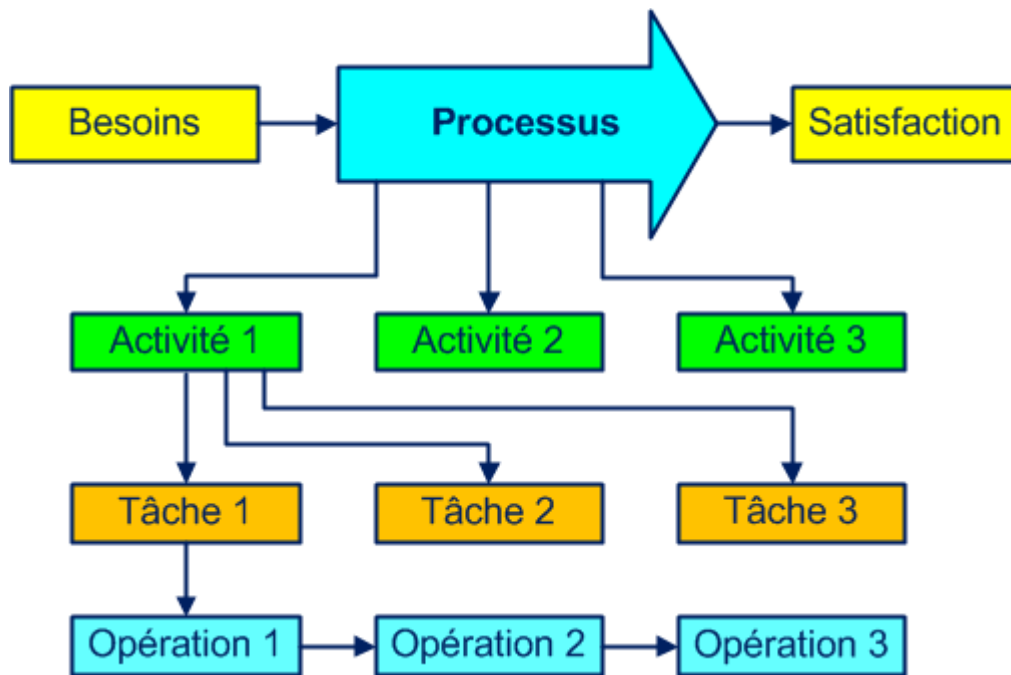 Besoins
Processus
Satisfaction
Activité 1
Activité 2
Activité 3
Tâche 1
Tâche 2
Tâche 3
Opération 1
Opération 2
Opération 3